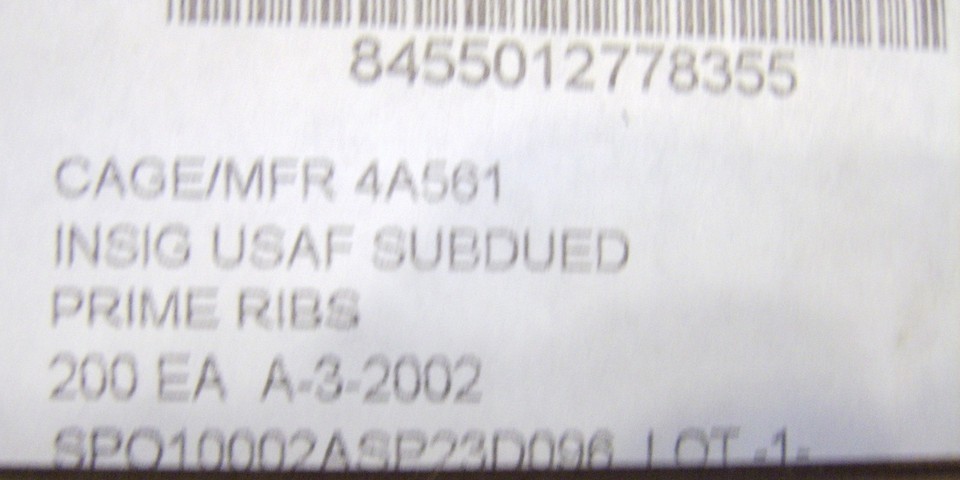 8455012778355
CAGE/MFR 4A561
INSIG USAF SUBDUED
PRIME RIBS
200 EA A-3-2002
SPO10002ASP23D096 LOT -1-